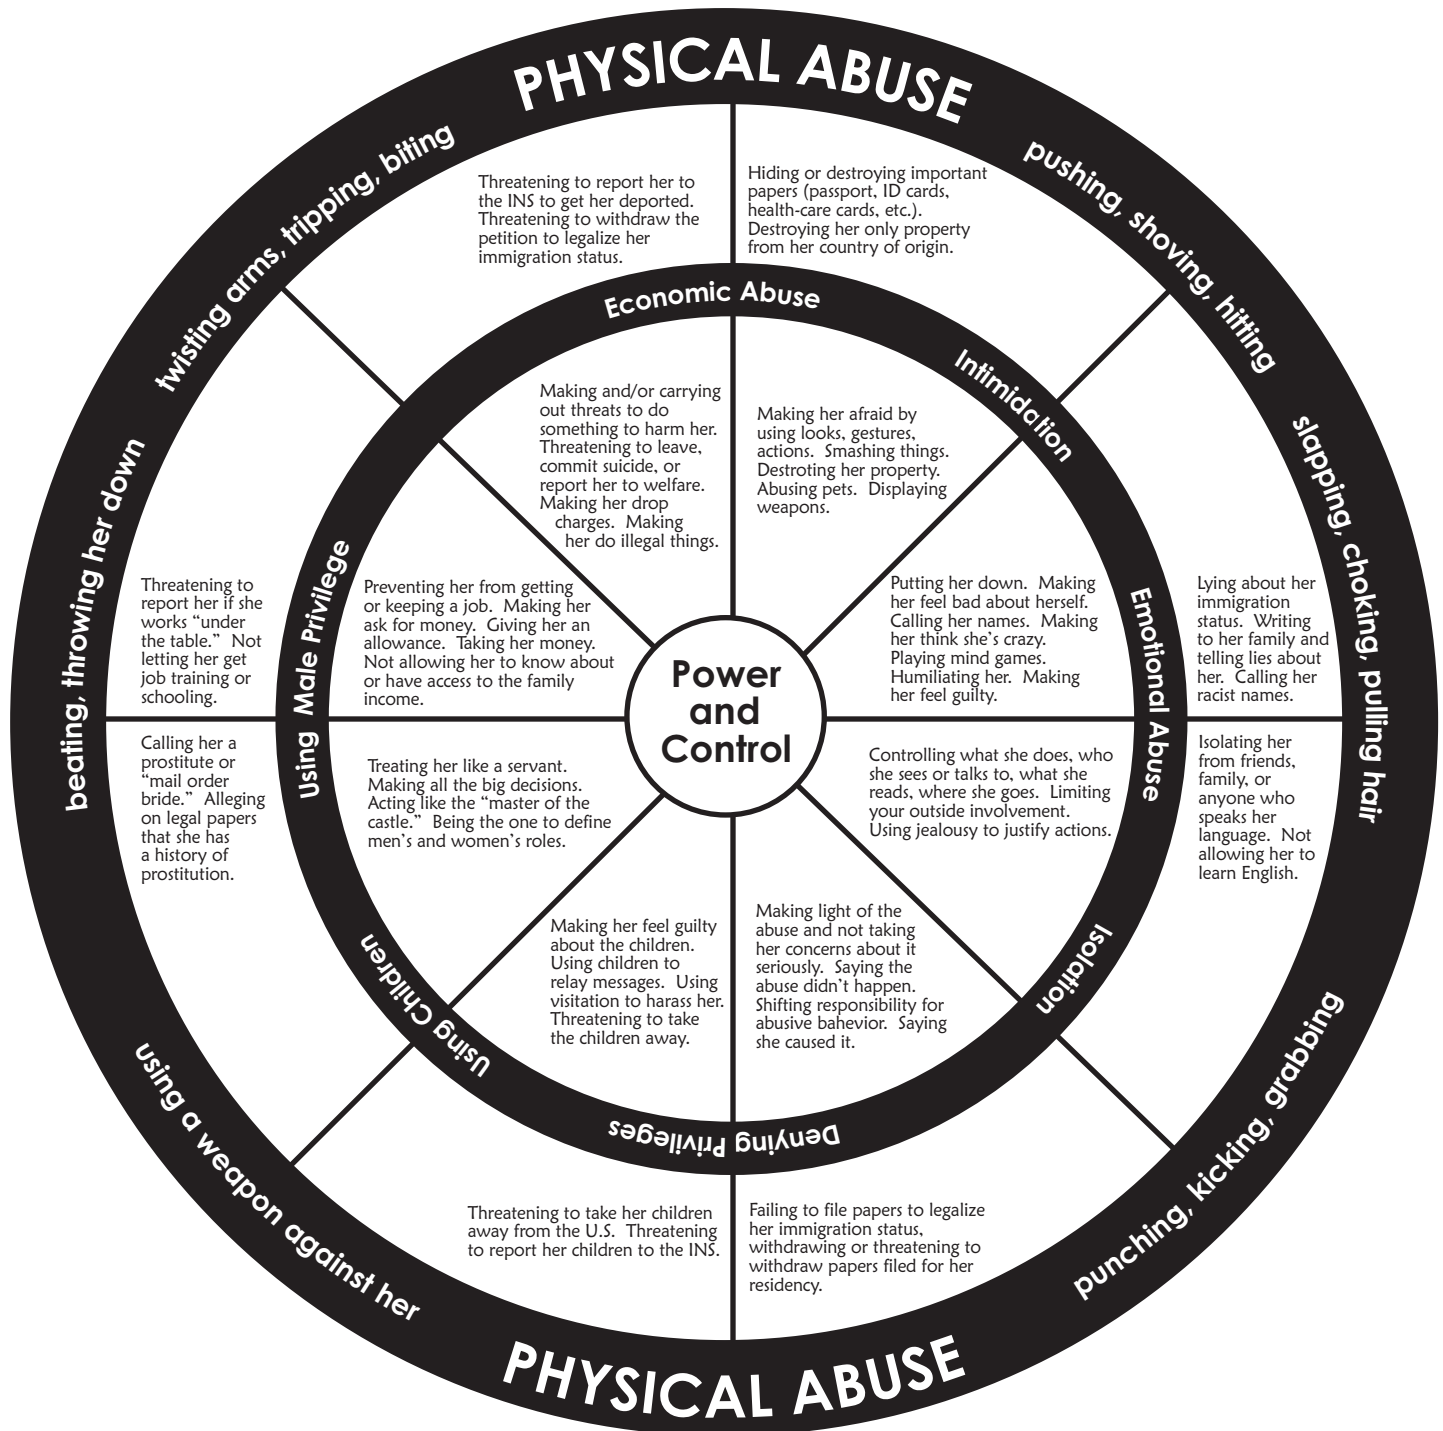 PHYSICAL ABUSE
pushing, shoving, hitting
slapping, choking, pulling hair
punching, kicking, grabbing
PHYSICAL ABUSE
using a weapon against her
beating, throwing her down
twisting arms, tripping, biting
Threatening to report her to
the INS to get her deported.
Threatening to withdraw the
petition to legalize her
immigration status.
Hiding or destroying important
papers (passport, ID cards,
health-care cards, etc.).
Destroying her only property
from her country of origin.
Lying about her
immigration
status. Writing
to her family and
telling lies about
her. Calling her
racist names.
Isolating her
from friends,
family, or
anyone who
speaks her
language. Not
allowing her to
learn English.
Failing to file papers to legalize
her immigration status,
withdrawing or threatening to
withdraw papers filed for her
residency.
Threatening to take her children
away from the U.S. Threatening
to report her children to the INS.
Calling her a
prostitute or
“mail order
bride.” Alleging
on legal papers
that she has
a history of
prostitution.
Threatening to
report her if she
works “under
the table.” Not
letting her get
job training or
schooling.
Economic Abuse
Intimidation
Emotional Abuse
Isolation
Denying Privileges
Using Children
Using Male Privilege
Making and/or carrying
out threats to do
something to harm her.
Threatening to leave,
commit suicide, or
report her to welfare.
Making her drop
charges. Making
her do illegal things.
Making her afraid by
using looks, gestures,
actions. Smashing things.
Destroting her property.
Abusing pets. Displaying
weapons.
Putting her down. Making
her feel bad about herself.
Calling her names. Making
her think she’s crazy.
Playing mind games.
Humiliating her. Making
her feel guilty.
Controlling what she does, who
she sees or talks to, what she
reads, where she goes. Limiting
your outside involvement.
Using jealousy to justify actions.
Making light of the
abuse and not taking
her concerns about it
seriously. Saying the
abuse didn’t happen.
Shifting responsibility for
abusive bahevior. Saying
she caused it.
Making her feel guilty
about the children.
Using children to
relay messages. Using
visitation to harass her.
Threatening to take
the children away.
Treating her like a servant.
Making all the big decisions.
Acting like the “master of the
castle.” Being the one to define
men’s and women’s roles.
Preventing her from getting
or keeping a job. Making her
ask for money. Giving her an
allowance. Taking her money.
Not allowing her to know about
or have access to the family
income.
Power
and
Control